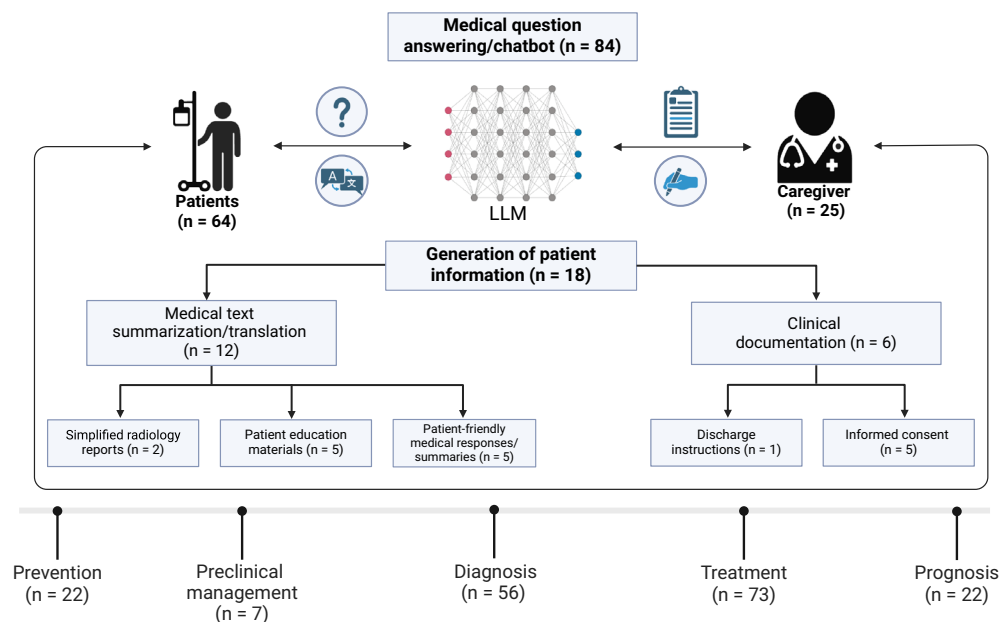 Medical question
answering/chatbot (n = 84)
?
A
文
Patients
(n = 64)
LLM
Caregiver
(n = 25)
Generation of patient
information (n = 18)
Medical text
summarization/translation
(n = 12)
Clinical
documentation (n = 6)
Simplified radiology
reports (n = 2)
Patient education
materials (n = 5)
Patient-friendly
medical responses/
summaries (n = 5)
Discharge
instructions (n = 1)
Informed consent
(n = 5)
Prevention
(n = 22)
Preclinical
management
(n = 7)
Diagnosis
(n = 56)
Treatment
(n = 73)
Prognosis
(n = 22)